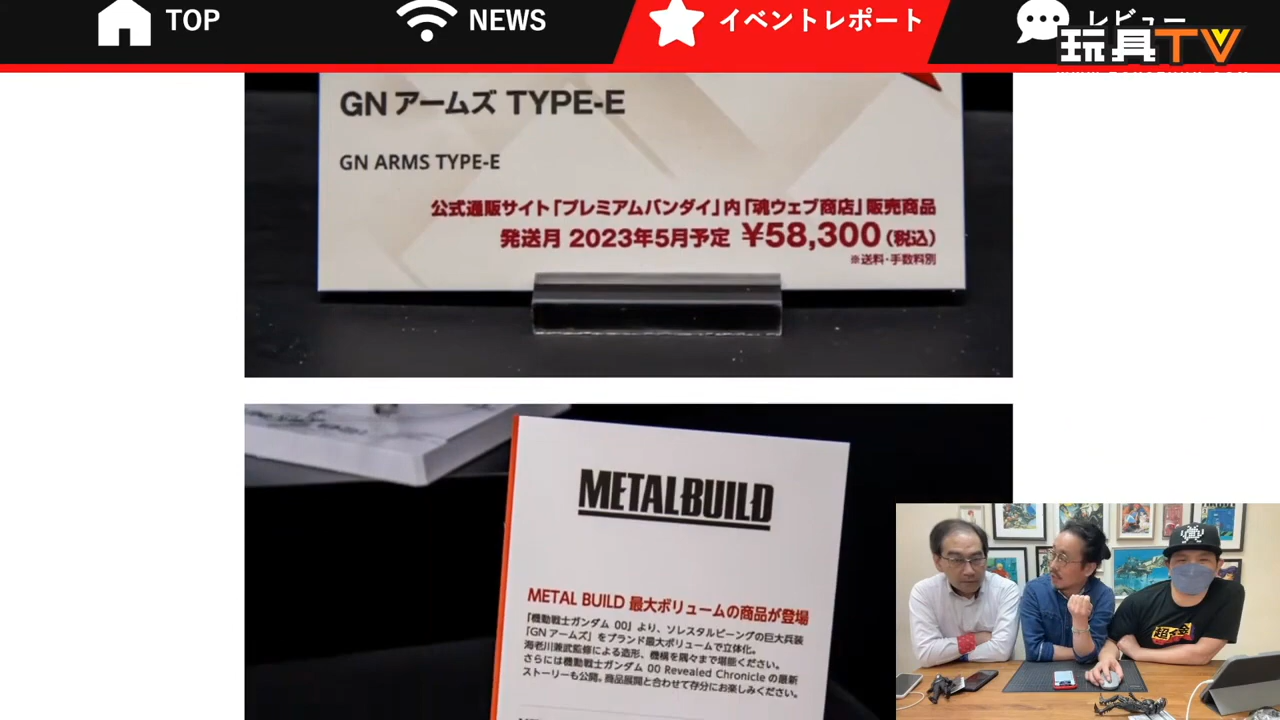 TOP
NEWS
イベントレポート
レビュー
玩具TV
GN アームズ TYPE-E
GN ARMS TYPE-E
公式通販サイト「プレミアムバンダイ」内「魂ウェブ商店」販売商品
発送月 2023年5月予定 ¥58,300(税込)
※送料・手数料別
METAL BUILD
METAL BUILD 最大ボリュームの商品が登場
「機動戦士ガンダム 00」より、ソレスタルビーイングの巨大兵装
「GN アームズ」をブランド最大ボリュームで立体化。
海老川兼武監修による造形、機構を隅々まで堪能ください。
さらには機動戦士ガンダム 00 Revealed Chronicle の最新
ストーリーも公開。商品展開と合わせて存分にお楽しみください。